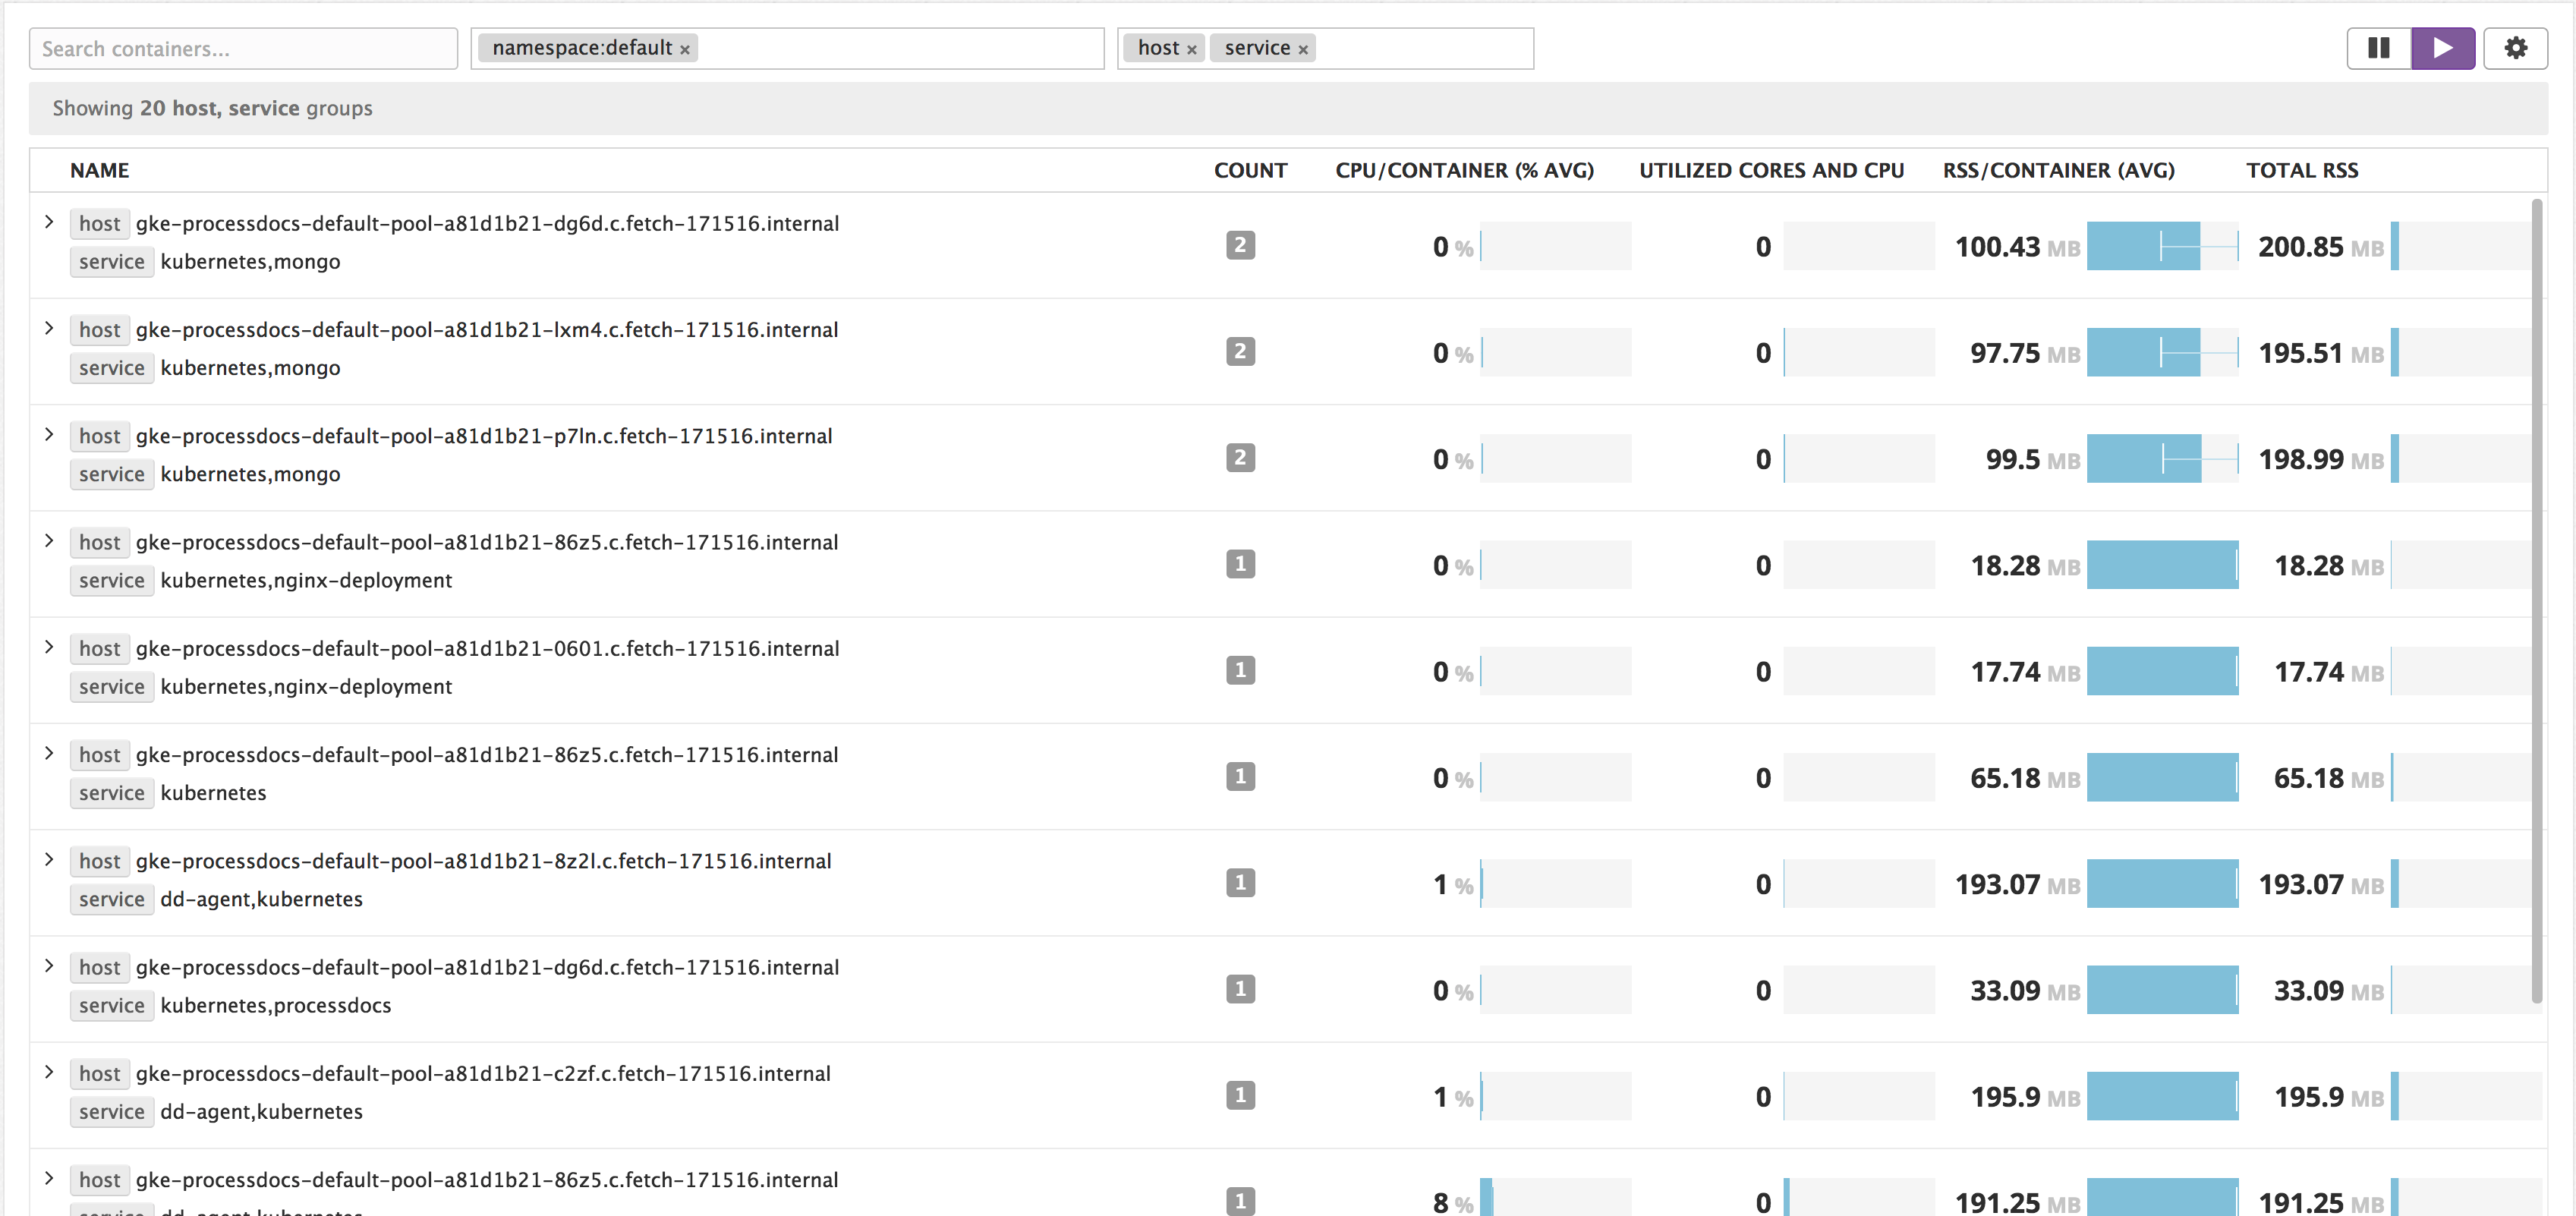 Search containers... namespace:default × host × service ×
Showing 20 host, service groups
NAME COUNT CPU/CONTAINER (% AVG) UTILIZED CORES AND CPU RSS/CONTAINER (AVG) TOTAL RSS
host gke-processdocs-default-pool-a81d1b21-dg6d.c.fetch-171516.internal
service kubernetes,mongo
2 0 % 0 100.43 MB 200.85 MB
host gke-processdocs-default-pool-a81d1b21-lxm4.c.fetch-171516.internal
service kubernetes,mongo
2 0 % 0 97.75 MB 195.51 MB
host gke-processdocs-default-pool-a81d1b21-p7ln.c.fetch-171516.internal
service kubernetes,mongo
2 0 % 0 99.5 MB 198.99 MB
host gke-processdocs-default-pool-a81d1b21-86z5.c.fetch-171516.internal
service kubernetes,nginx-deployment
1 0 % 0 18.28 MB 18.28 MB
host gke-processdocs-default-pool-a81d1b21-0601.c.fetch-171516.internal
service kubernetes,nginx-deployment
1 0 % 0 17.74 MB 17.74 MB
host gke-processdocs-default-pool-a81d1b21-86z5.c.fetch-171516.internal
service kubernetes
1 0 % 0 65.18 MB 65.18 MB
host gke-processdocs-default-pool-a81d1b21-8z2l.c.fetch-171516.internal
service dd-agent,kubernetes
1 1 % 0 193.07 MB 193.07 MB
host gke-processdocs-default-pool-a81d1b21-dg6d.c.fetch-171516.internal
service kubernetes,processdocs
1 0 % 0 33.09 MB 33.09 MB
host gke-processdocs-default-pool-a81d1b21-c2zf.c.fetch-171516.internal
service dd-agent,kubernetes
1 1 % 0 195.9 MB 195.9 MB
host gke-processdocs-default-pool-a81d1b21-86z5.c.fetch-171516.internal
service dd-agent,kubernetes
1 8 % 0 191.25 MB 191.25 MB